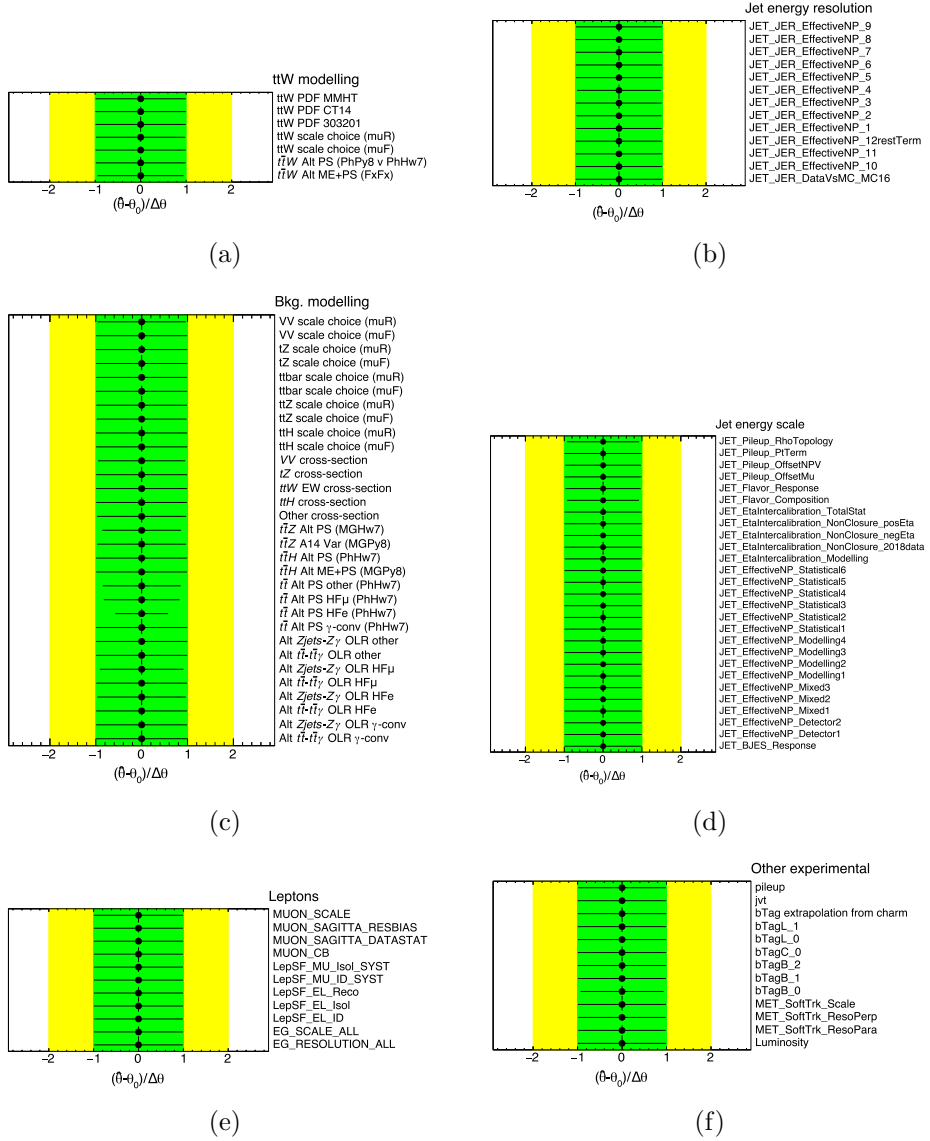 ttW modelling
ttW PDF MMHT
ttW PDF CT14
ttW PDF 303201
ttW scale choice (muR)
ttW scale choice (muF)
tt̄W Alt PS (PhPy8 v PhHw7)
tt̄W Alt ME+PS (FxFx)
−2 −1 0 1 2
(θ̂-θ₀)/Δθ
(a)
Jet energy resolution
JET_JER_EffectiveNP_9
JET_JER_EffectiveNP_8
JET_JER_EffectiveNP_7
JET_JER_EffectiveNP_6
JET_JER_EffectiveNP_5
JET_JER_EffectiveNP_4
JET_JER_EffectiveNP_3
JET_JER_EffectiveNP_2
JET_JER_EffectiveNP_1
JET_JER_EffectiveNP_12restTerm
JET_JER_EffectiveNP_11
JET_JER_EffectiveNP_10
JET_JER_DataVsMC_MC16
−2 −1 0 1 2
(θ̂-θ₀)/Δθ
(b)
Bkg. modelling
VV scale choice (muR)
VV scale choice (muF)
tZ scale choice (muR)
tZ scale choice (muF)
ttbar scale choice (muR)
ttbar scale choice (muF)
ttZ scale choice (muR)
ttZ scale choice (muF)
ttH scale choice (muR)
ttH scale choice (muF)
VV cross-section
tZ cross-section
ttW EW cross-section
ttH cross-section
Other cross-section
tt̄Z Alt PS (MGHw7)
tt̄Z A14 Var (MGPy8)
tt̄H Alt PS (PhHw7)
tt̄H Alt ME+PS (MGPy8)
tt̄ Alt PS other (PhHw7)
tt̄ Alt PS HFμ (PhHw7)
tt̄ Alt PS HFe (PhHw7)
tt̄ Alt PS γ-conv (PhHw7)
Alt Zjets-Zγ OLR other
Alt tt̄-tt̄γ OLR other
Alt Zjets-Zγ OLR HFμ
Alt tt̄-tt̄γ OLR HFμ
Alt Zjets-Zγ OLR HFe
Alt tt̄-tt̄γ OLR HFe
Alt Zjets-Zγ OLR γ-conv
Alt tt̄-tt̄γ OLR γ-conv
−2 −1 0 1 2
(θ̂-θ₀)/Δθ
(c)
Jet energy scale
JET_Pileup_RhoTopology
JET_Pileup_PtTerm
JET_Pileup_OffsetNPV
JET_Pileup_OffsetMu
JET_Flavor_Response
JET_Flavor_Composition
JET_EtaIntercalibration_TotalStat
JET_EtaIntercalibration_NonClosure_posEta
JET_EtaIntercalibration_NonClosure_negEta
JET_EtaIntercalibration_NonClosure_2018data
JET_EtaIntercalibration_Modelling
JET_EffectiveNP_Statistical6
JET_EffectiveNP_Statistical5
JET_EffectiveNP_Statistical4
JET_EffectiveNP_Statistical3
JET_EffectiveNP_Statistical2
JET_EffectiveNP_Statistical1
JET_EffectiveNP_Modelling4
JET_EffectiveNP_Modelling3
JET_EffectiveNP_Modelling2
JET_EffectiveNP_Modelling1
JET_EffectiveNP_Mixed3
JET_EffectiveNP_Mixed2
JET_EffectiveNP_Mixed1
JET_EffectiveNP_Detector2
JET_EffectiveNP_Detector1
JET_BJES_Response
−2 −1 0 1 2
(θ̂-θ₀)/Δθ
(d)
Leptons
MUON_SCALE
MUON_SAGITTA_RESBIAS
MUON_SAGITTA_DATASTAT
MUON_CB
LepSF_MU_Isol_SYST
LepSF_MU_ID_SYST
LepSF_EL_Reco
LepSF_EL_Isol
LepSF_EL_ID
EG_SCALE_ALL
EG_RESOLUTION_ALL
−2 −1 0 1 2
(θ̂-θ₀)/Δθ
(e)
Other experimental
pileup
jvt
bTag extrapolation from charm
bTagL_1
bTagL_0
bTagC_0
bTagB_2
bTagB_1
bTagB_0
MET_SoftTrk_Scale
MET_SoftTrk_ResoPerp
MET_SoftTrk_ResoPara
Luminosity
−2 −1 0 1 2
(θ̂-θ₀)/Δθ
(f)